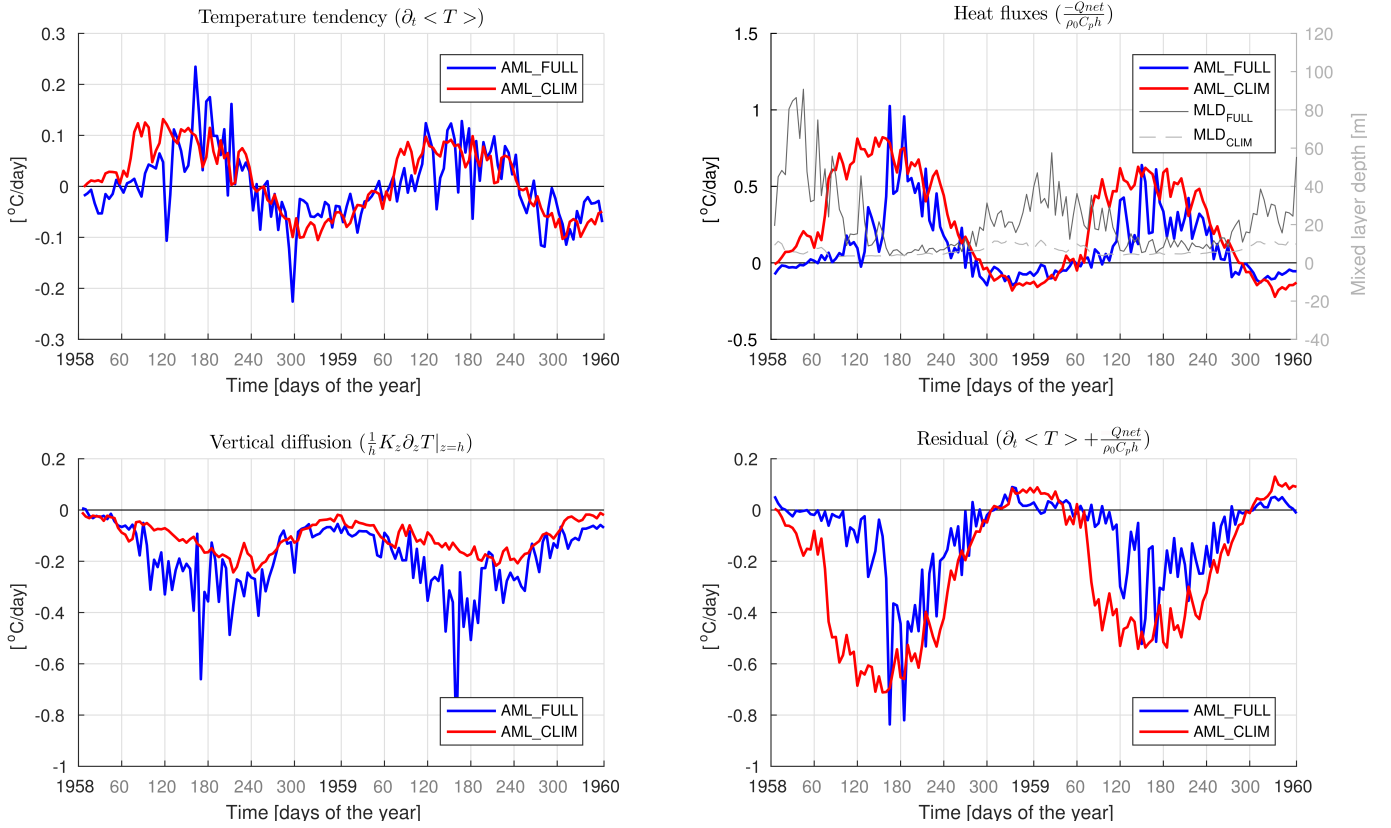 Temperature tendency (∂t < T >)
0.3
0.2
0.1
0
-0.1
-0.2
-0.3
[ °C/day]
AML_FULL
AML_CLIM
1958 60 120 180 240 300 1959 60 120 180 240 300 1960
Time [days of the year]
Heat fluxes (−Qnet/ρ0Cph)
1.5
1
0.5
0
-0.5
[ °C/day]
AML_FULL
AML_CLIM
MLD_FULL
MLD_CLIM
120
100
80
60
40
20
0
-20
-40
Mixed layer depth [m]
1958 60 120 180 240 300 1959 60 120 180 240 300 1960
Time [days of the year]
Vertical diffusion (1/h Kz∂zT|z=h)
0.2
0
-0.2
-0.4
-0.6
-0.8
-1
[ °C/day]
AML_FULL
AML_CLIM
1958 60 120 180 240 300 1959 60 120 180 240 300 1960
Time [days of the year]
Residual (∂t < T > + Qnet/ρ0Cph)
0.2
0
-0.2
-0.4
-0.6
-0.8
-1
[ °C/day]
AML_FULL
AML_CLIM
1958 60 120 180 240 300 1959 60 120 180 240 300 1960
Time [days of the year]